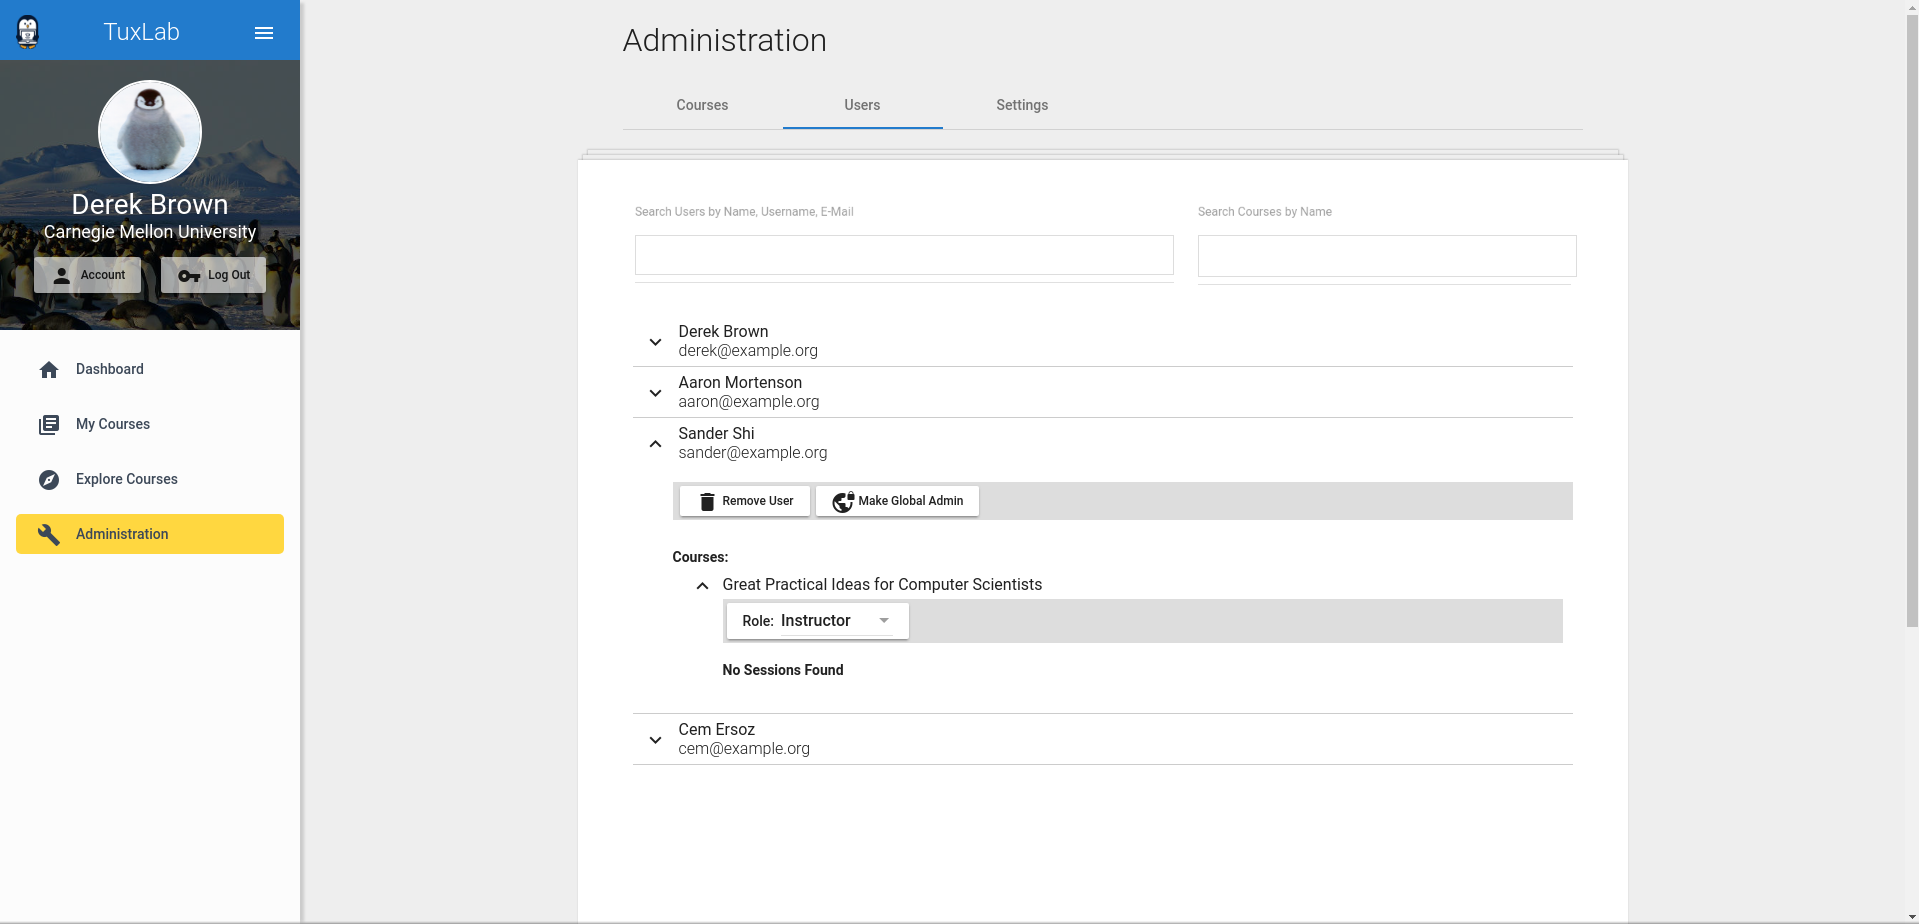 TuxLab
Derek Brown
Carnegie Mellon University
Account
Log Out
Dashboard
My Courses
Explore Courses
Administration
Administration
Courses
Users
Settings
Search Users by Name, Username, E-Mail
Search Courses by Name
Derek Brown
derek@example.org
Aaron Mortenson
aaron@example.org
Sander Shi
sander@example.org
Remove User
Make Global Admin
Courses:
Great Practical Ideas for Computer Scientists
Role: Instructor
No Sessions Found
Cem Ersoz
cem@example.org